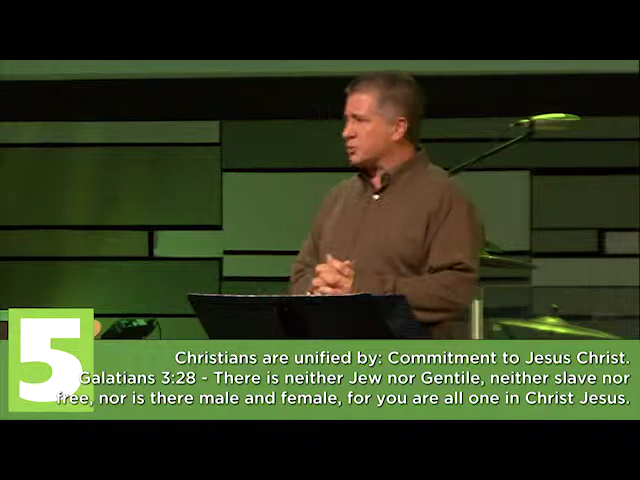 5
Christians are unified by: Commitment to Jesus Christ.
Galatians 3:28 - There is neither Jew nor Gentile, neither slave nor
free, nor is there male and female, for you are all one in Christ Jesus.